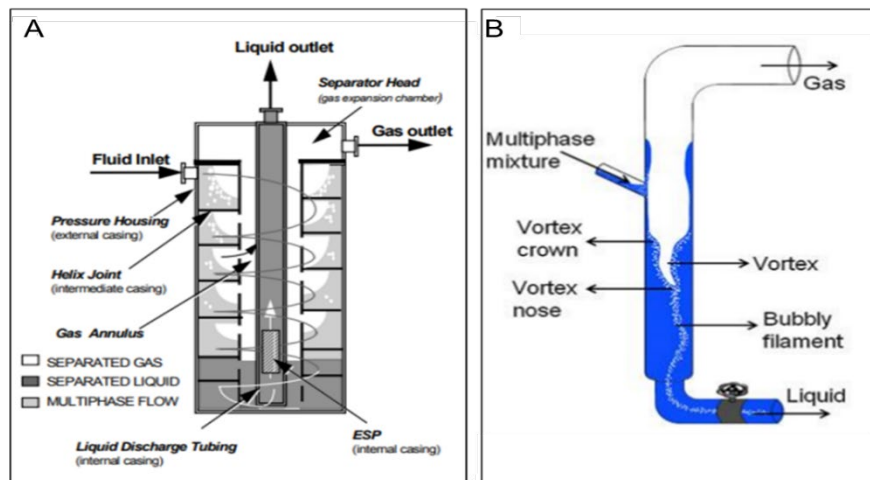 A
Liquid outlet
Separator Head
(gas expansion chamber)
Gas outlet
Fluid Inlet
Pressure Housing
(external casing)
Helix Joint
(intermediate casing)
Gas Annulus
SEPARATED GAS
SEPARATED LIQUID
MULTIPHASE FLOW
Liquid Discharge Tubing
(internal casing)
ESP
(internal casing)
B
Gas
Multiphase
mixture
Vortex
crown
Vortex
Vortex
nose
Bubbly
filament
Liquid